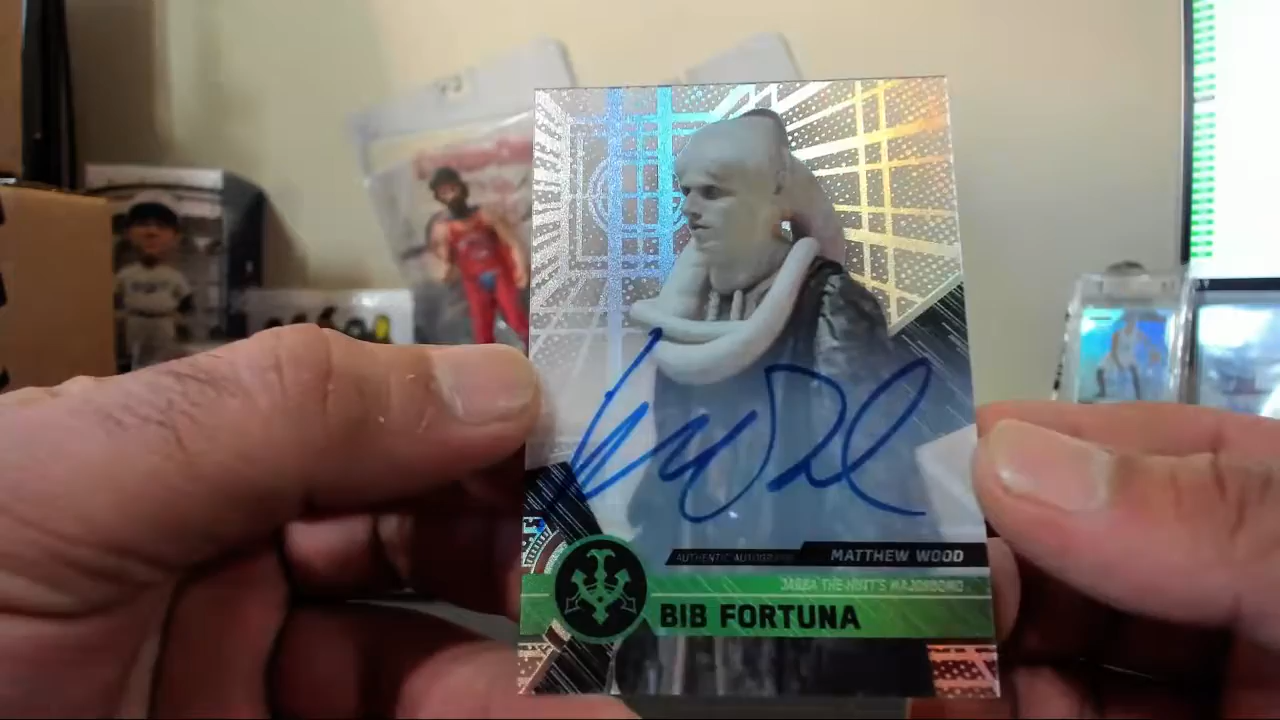 AUTHENTIC AUTOGRAPH
MATTHEW WOOD
JABBA THE HUTT'S MAJORDOMO
BIB FORTUNA